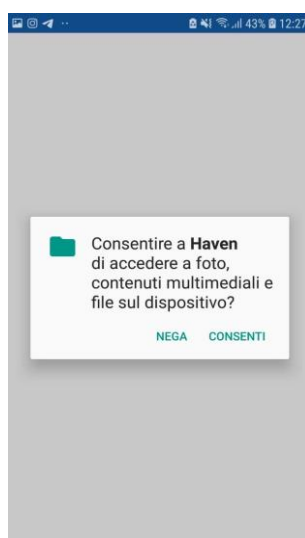 43% 12:27
Consentire a Haven
di accedere a foto,
contenuti multimediali e
file sul dispositivo?
NEGA CONSENTI